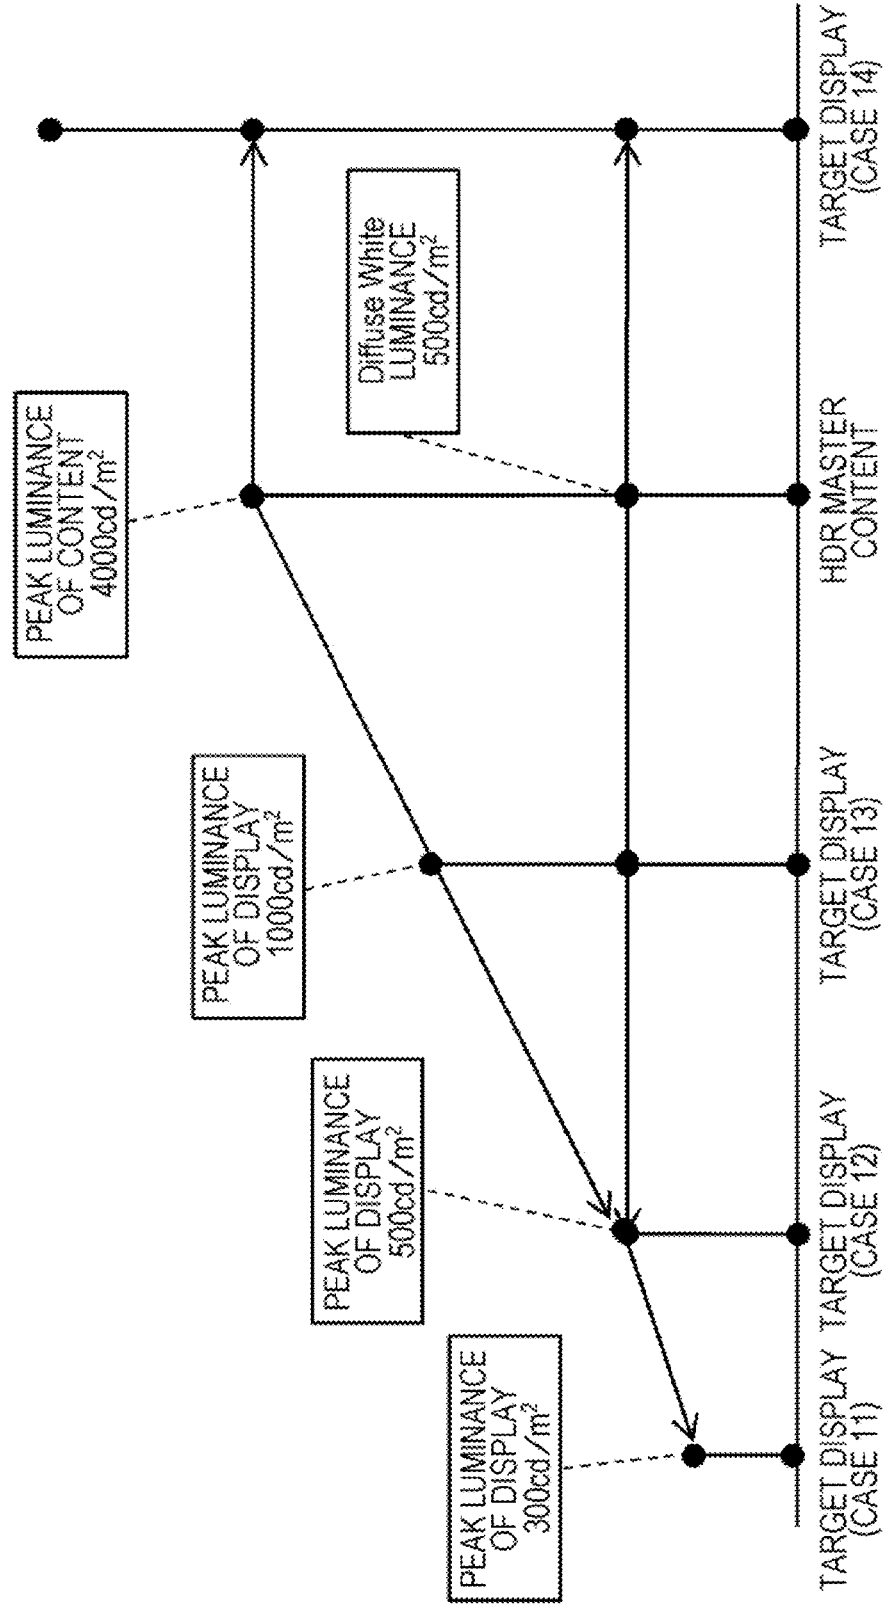 PEAK LUMINANCE
OF CONTENT
4000cd/m²
Diffuse White
LUMINANCE
500cd/m²
PEAK LUMINANCE
OF DISPLAY
1000cd/m²
PEAK LUMINANCE
OF DISPLAY
500cd/m²
PEAK LUMINANCE
OF DISPLAY
300cd/m²
TARGET DISPLAY
(CASE 11)
TARGET DISPLAY
(CASE 12)
TARGET DISPLAY
(CASE 13)
HDR MASTER
CONTENT
TARGET DISPLAY
(CASE 14)